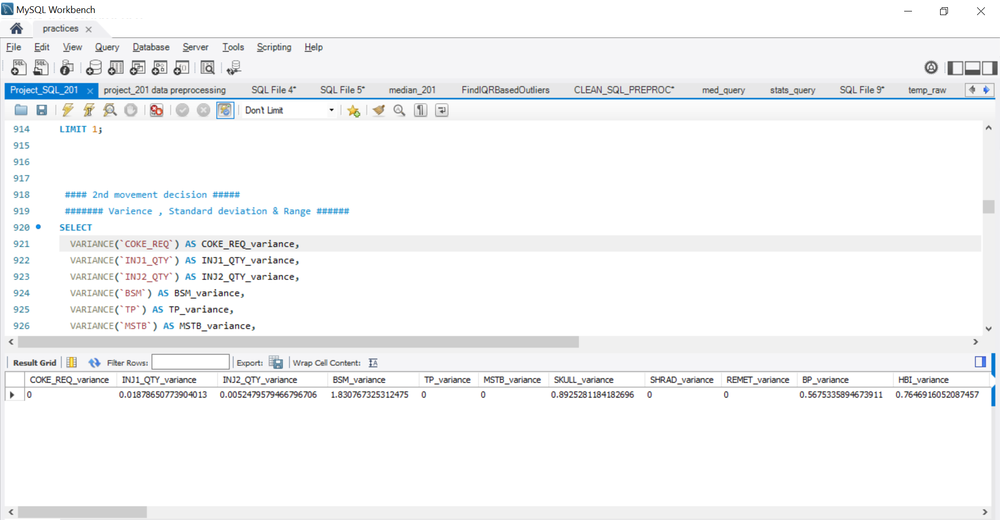 MySQL Workbench
practices
File Edit View Query Database Server Tools Scripting Help
Project_SQL_201 project_201 data preprocessing SQL File 4* SQL File 5* median_201 FindIQRBasedOutliers CLEAN_SQL_PREPROC* med_query stats_query SQL File 9* temp_raw
Don't Limit
914 LIMIT 1;
915
916
917
918 #### 2nd movement decision #####
919 ####### Varience , Standard deviation & Range ######
920 SELECT
921 VARIANCE(`COKE_REQ`) AS COKE_REQ_variance,
922 VARIANCE(`INJ1_QTY`) AS INJ1_QTY_variance,
923 VARIANCE(`INJ2_QTY`) AS INJ2_QTY_variance,
924 VARIANCE(`BSM`) AS BSM_variance,
925 VARIANCE(`TP`) AS TP_variance,
926 VARIANCE(`MSTB`) AS MSTB_variance,
Result Grid Filter Rows: Export: Wrap Cell Content:
COKE_REQ_variance INJ1_QTY_variance INJ2_QTY_variance BSM_variance TP_variance MSTB_variance SKULL_variance SHRAD_variance REMET_variance BP_variance HBI_variance
0 0.01878650773904013 0.0052479579466796706 1.830767325312475 0 0 0.8925281184182696 0 0 0.5675335894673911 0.7646916052087457